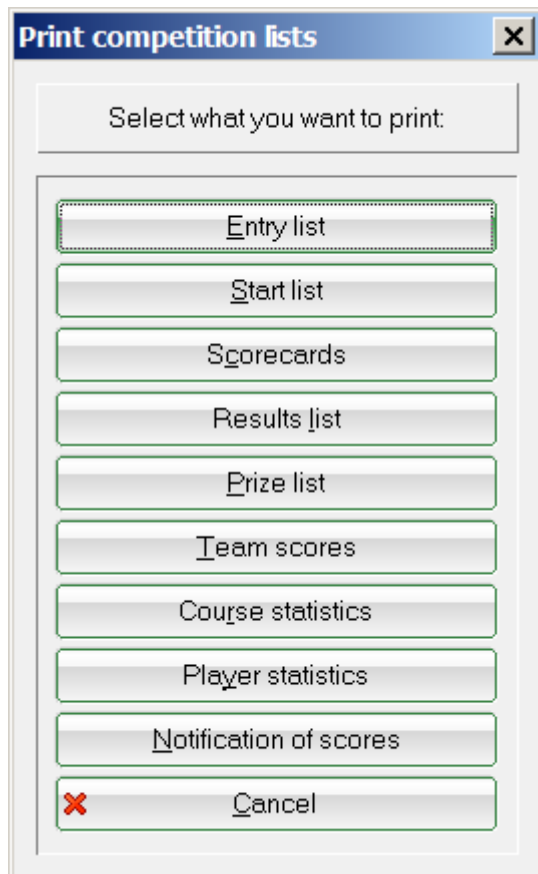 Print competition lists
Select what you want to print:
Entry list
Start list
Scorecards
Results list
Prize list
Team scores
Course statistics
Player statistics
Notification of scores
Cancel